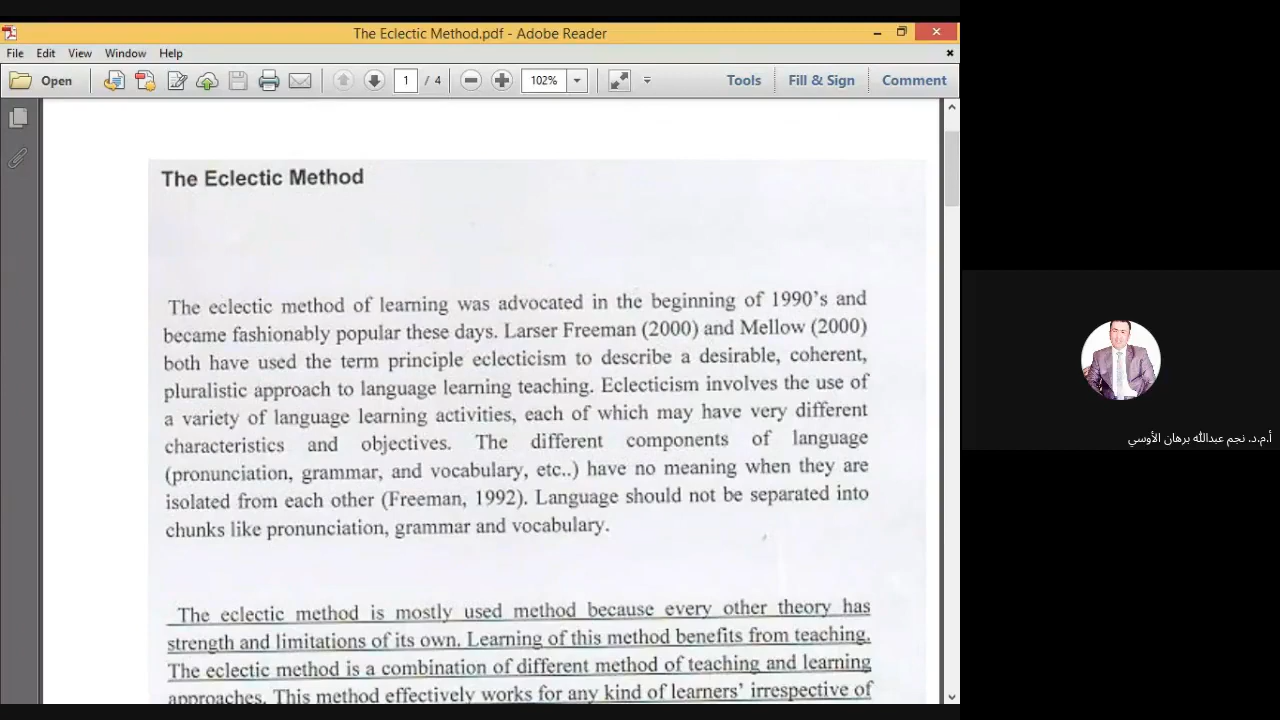 The Eclectic Method.pdf - Adobe Reader
File Edit View Window Help
Open 1 / 4 102% Tools Fill & Sign Comment
The Eclectic Method
The eclectic method of learning was advocated in the beginning of 1990's and
became fashionably popular these days. Larser Freeman (2000) and Mellow (2000)
both have used the term principle eclecticism to describe a desirable, coherent,
pluralistic approach to language learning teaching. Eclecticism involves the use of
a variety of language learning activities, each of which may have very different
characteristics and objectives. The different components of language
(pronunciation, grammar, and vocabulary, etc..) have no meaning when they are
isolated from each other (Freeman, 1992). Language should not be separated into
chunks like pronunciation, grammar and vocabulary.
The eclectic method is mostly used method because every other theory has
strength and limitations of its own. Learning of this method benefits from teaching.
The eclectic method is a combination of different method of teaching and learning
approaches. This method effectively works for any kind of learners' irrespective of
أ.م.د. نجم عبدالله برهان الأوسي